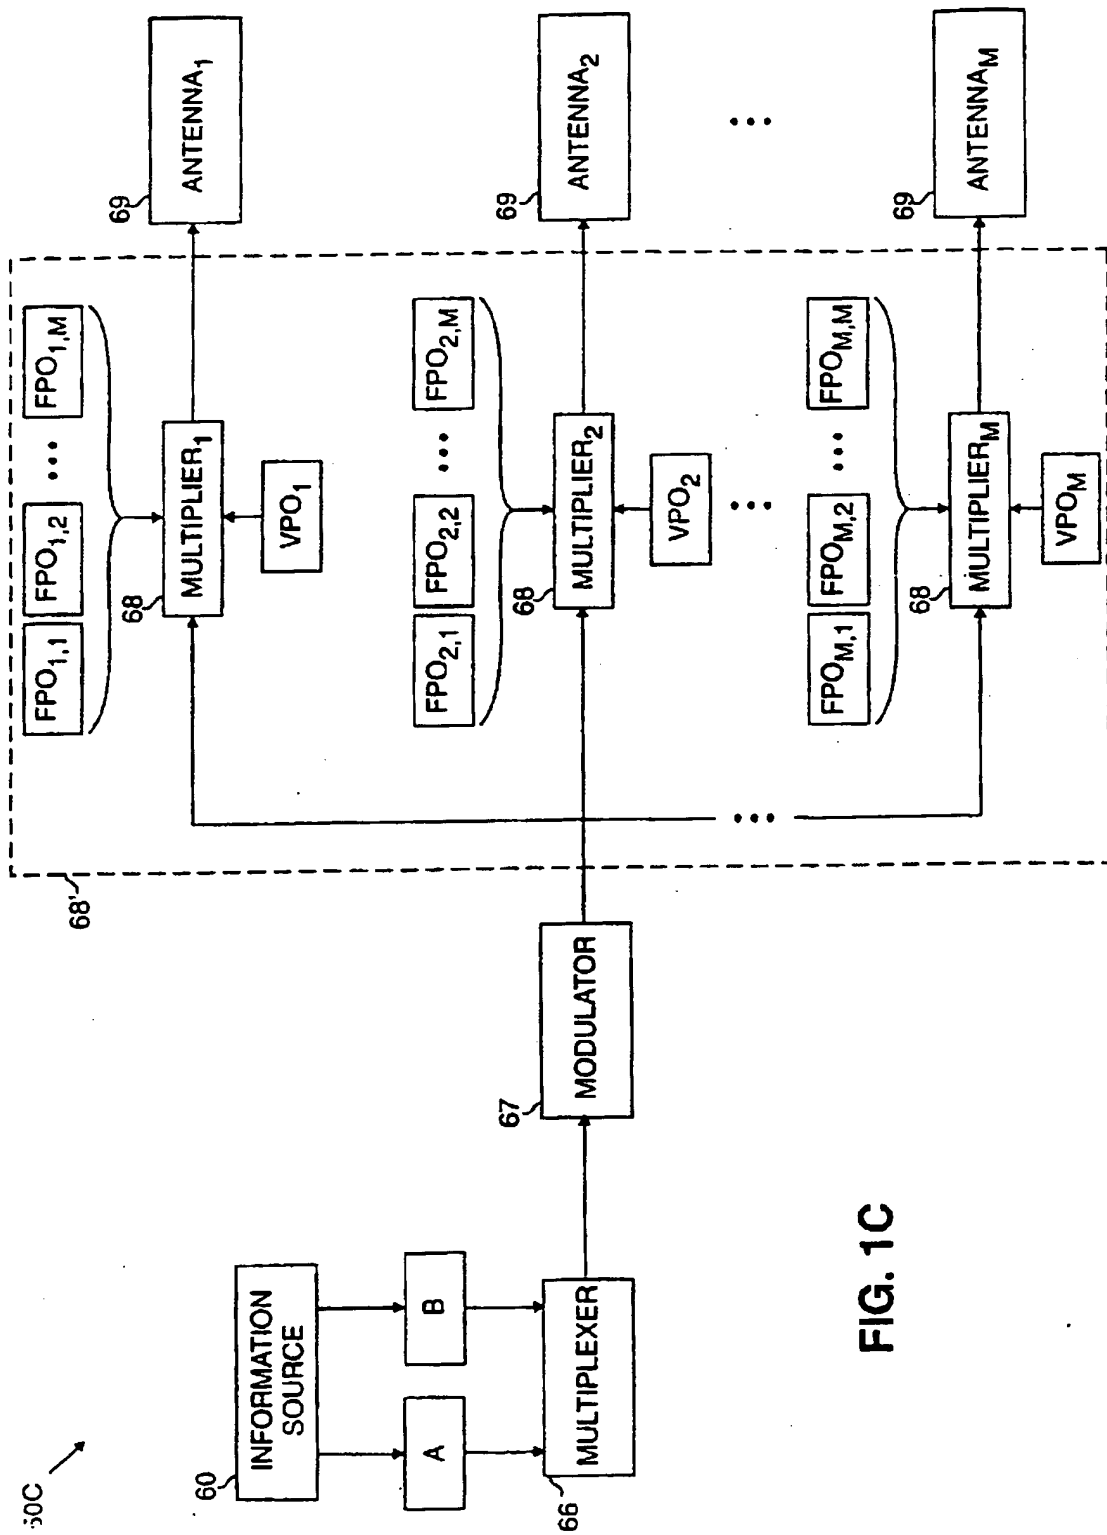 50C
60
INFORMATION
SOURCE
A
B
66
MULTIPLEXER
67
MODULATOR
68'
FPO1,1
FPO1,2
...
FPO1,M
68
MULTIPLIER1
VPO1
69
ANTENNA1
FPO2,1
FPO2,2
...
FPO2,M
68
MULTIPLIER2
VPO2
69
ANTENNA2
...
...
...
FPOM,1
FPOM,2
...
FPOM,M
68
MULTIPLIERM
VPOM
69
ANTENNAM
FIG. 1C